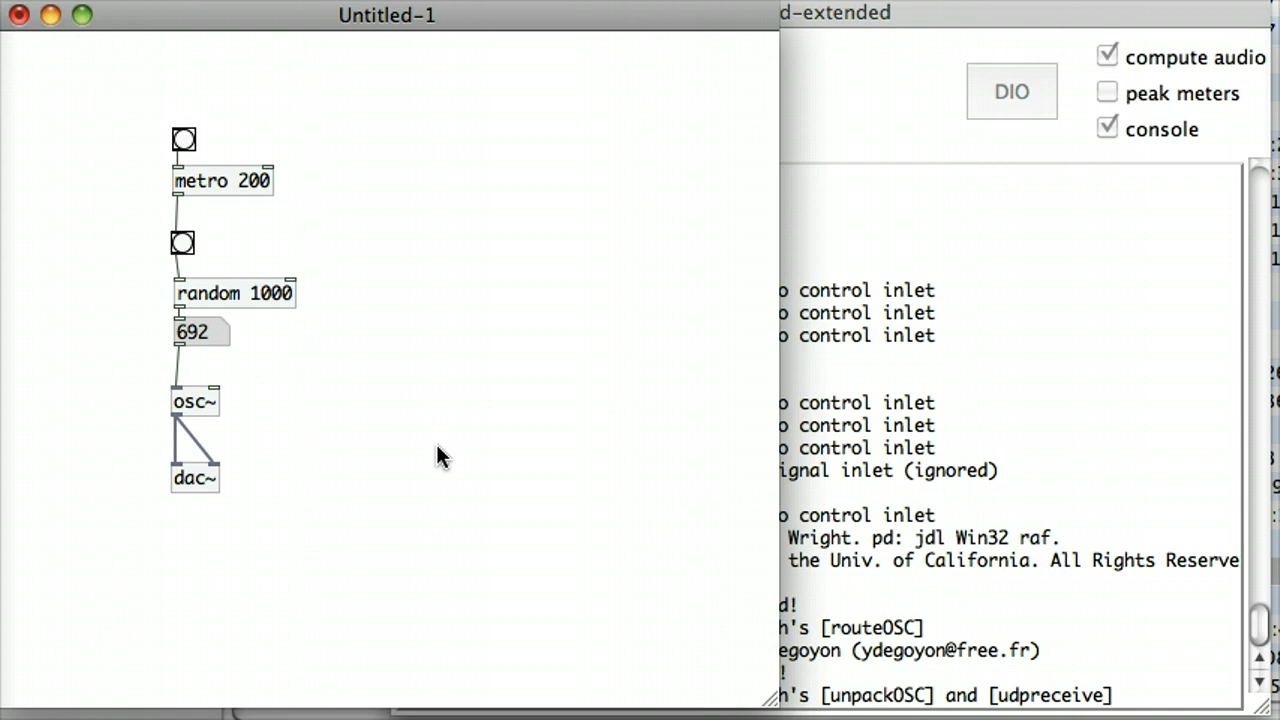 Untitled-1
d-extended
DIO
compute audio
peak meters
console
metro 200
random 1000
692
osc~
dac~
o control inlet
o control inlet
o control inlet
o control inlet
o control inlet
o control inlet
ignal inlet (ignored)
o control inlet
Wright. pd: jdl Win32 raf.
the Univ. of California. All Rights Reserve
d!
h's [routeOSC]
egoyon (ydegoyon@free.fr)
!
h's [unpackOSC] and [udpreceive]